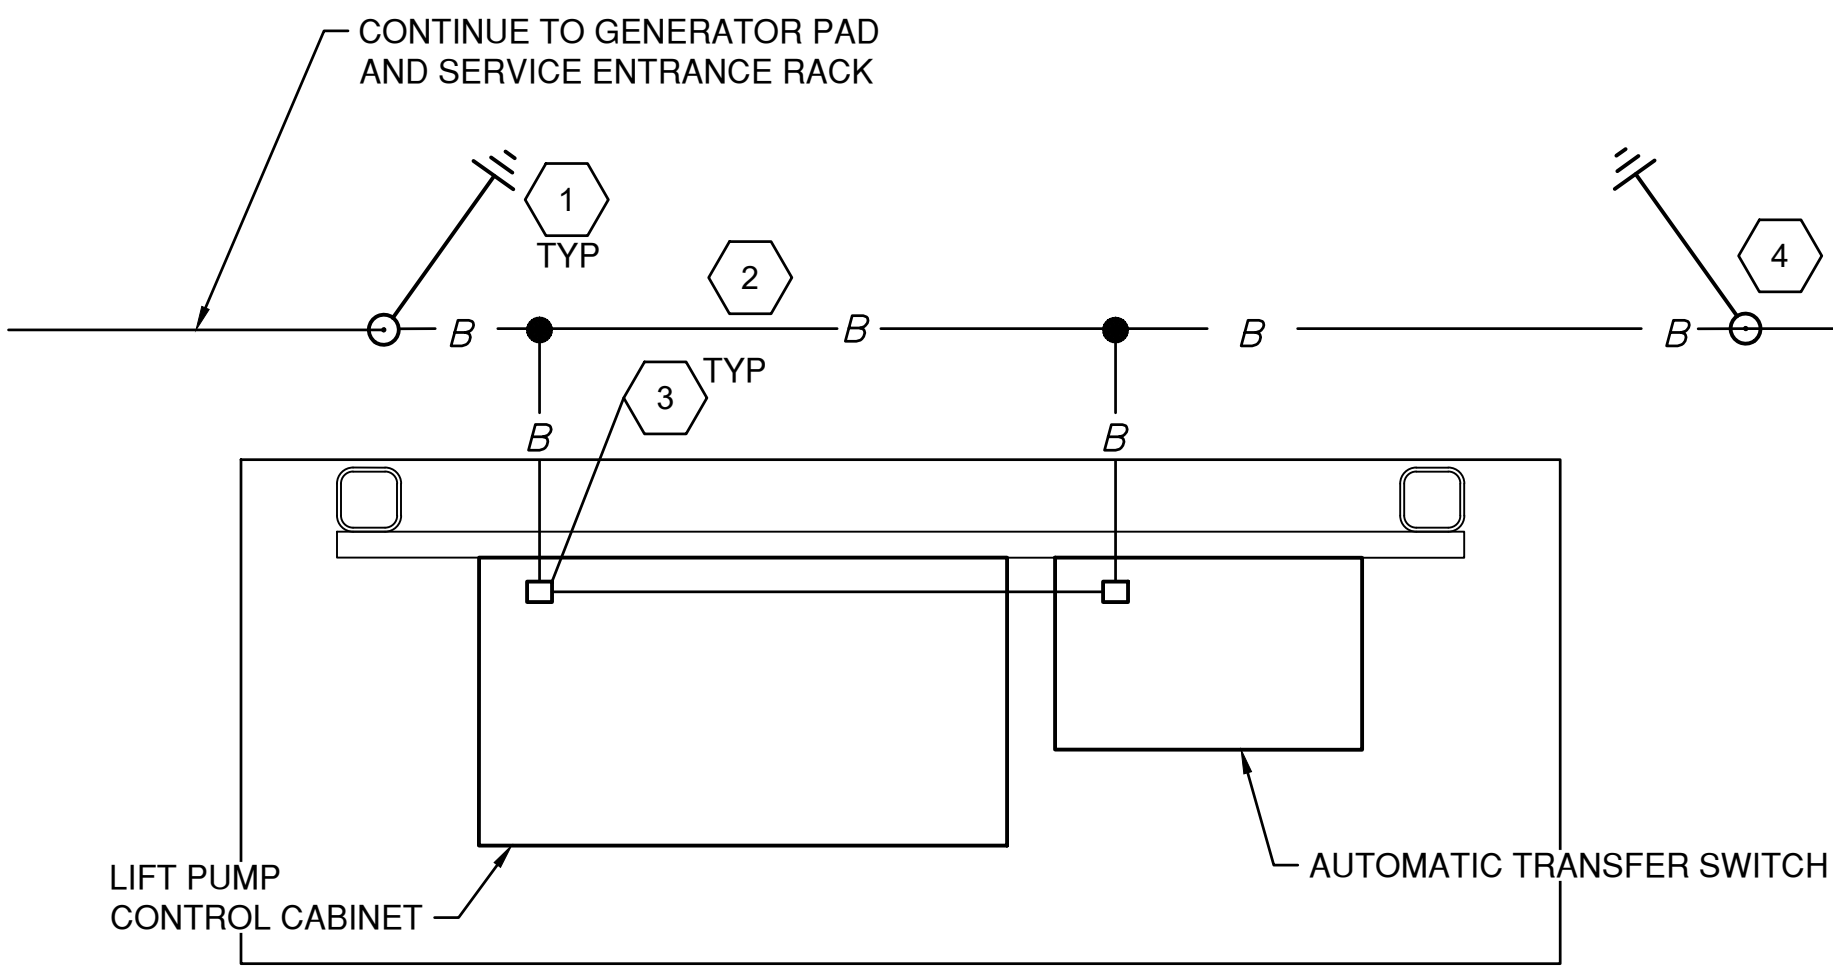 CONTINUE TO GENERATOR PAD
AND SERVICE ENTRANCE RACK
1
TYP
2
4
B
B
B
B
3
TYP
B
B
LIFT PUMP
CONTROL CABINET
AUTOMATIC TRANSFER SWITCH